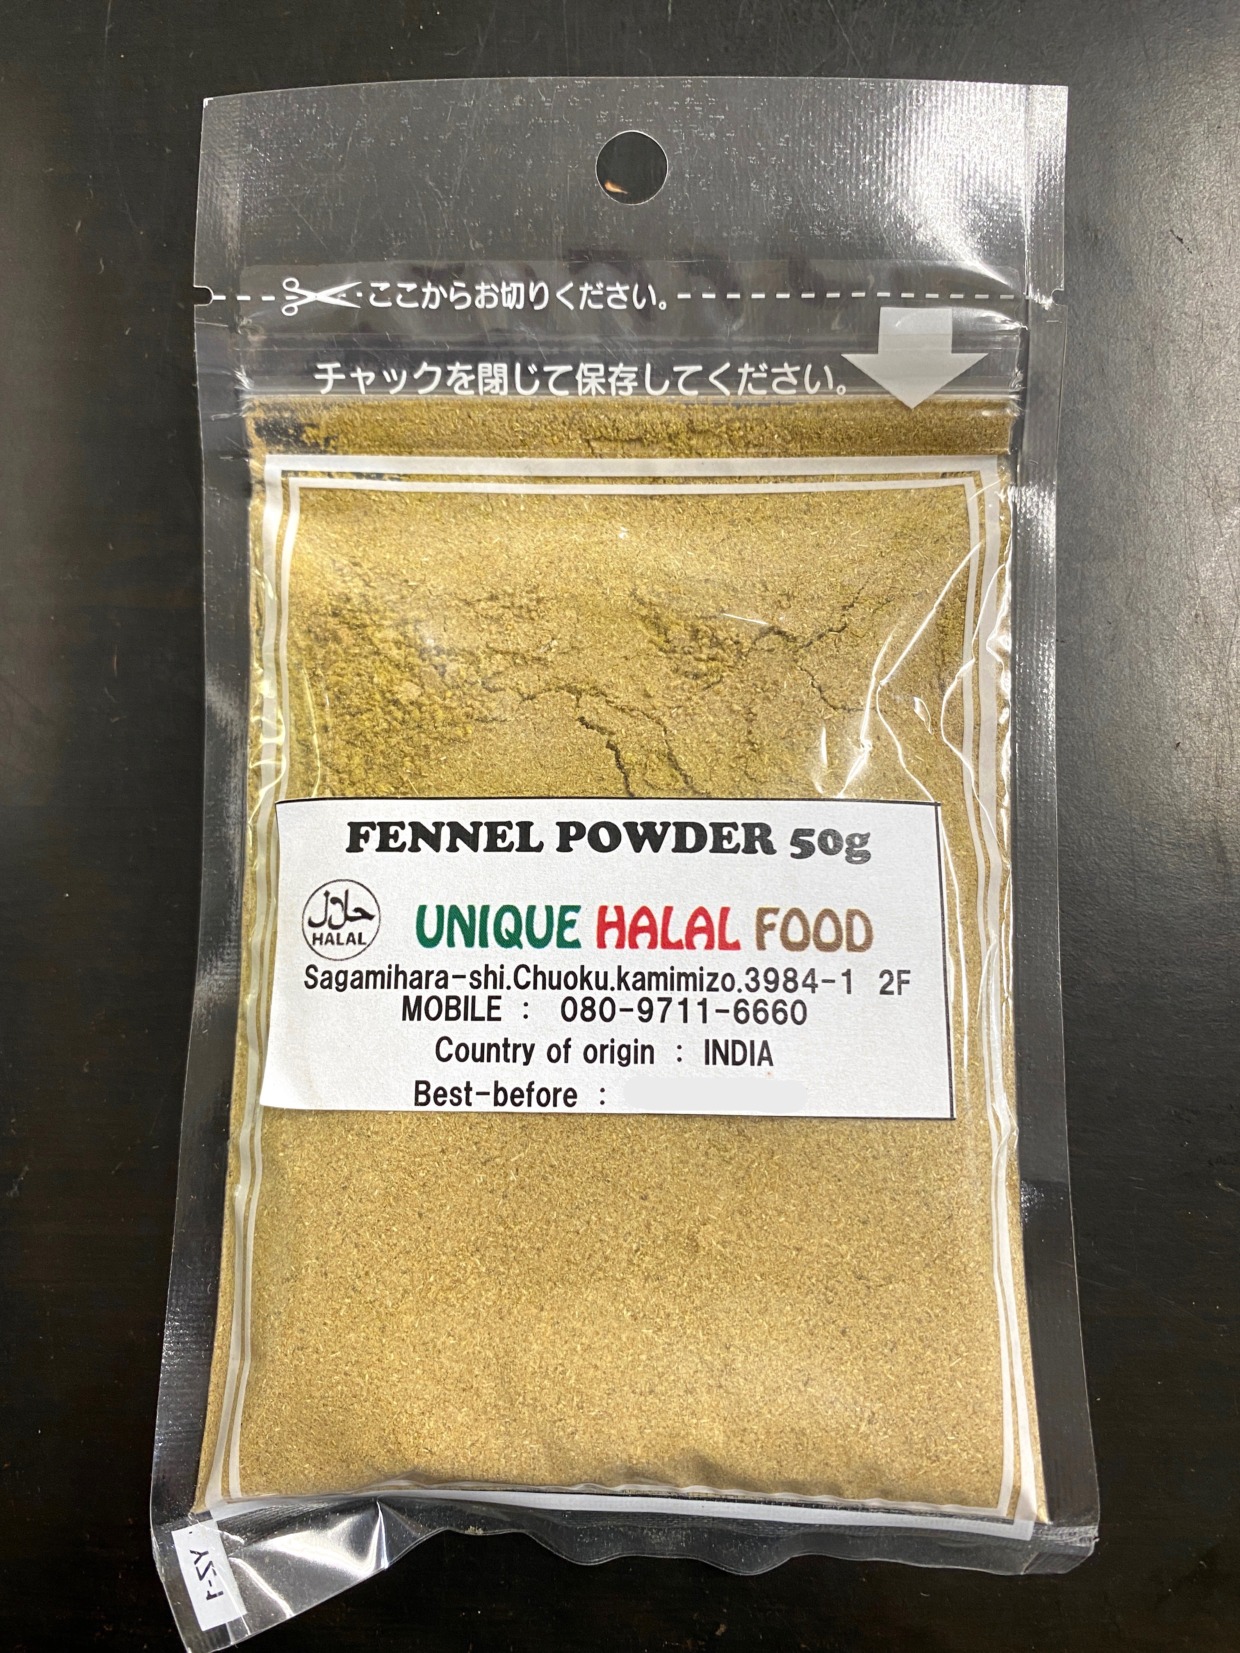 ここからお切りください。
チャックを閉じて保存してください。
FENNEL POWDER 50g
حلال
HALAL
UNIQUE HALAL FOOD
Sagamihara-shi.Chuoku.kamimizo.3984-1 2F
MOBILE : 080-9711-6660
Country of origin : INDIA
Best-before :